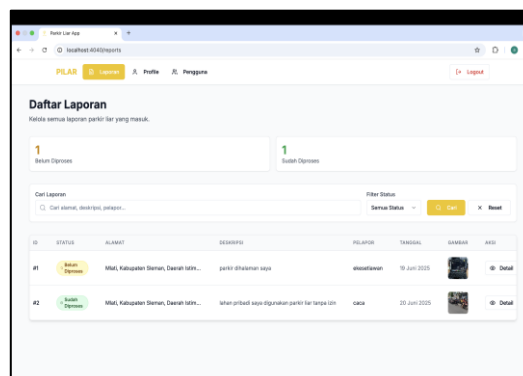 Parkir Liar App
localhost:4040/reports
PILAR Laporan Profile Pengguna Logout
Daftar Laporan
Kelola semua laporan parkir liar yang masuk.
1
Belum Diproses
1
Sudah Diproses
Cari Laporan
Cari alamat, deskripsi, pelapor...
Filter Status
Semua Status
Cari
Reset
ID STATUS ALAMAT DESKRIPSI PELAPOR TANGGAL GAMBAR AKSI
#1 Belum Diproses Mlati, Kabupaten Sleman, Daerah Istim... parkir dihalaman saya ekosetiawan 19 Juni 2025 Detail
#2 Sudah Diproses Mlati, Kabupaten Sleman, Daerah Istim... lahan pribadi saya digunakan parkir liar tanpa izin caca 20 Juni 2025 Detail